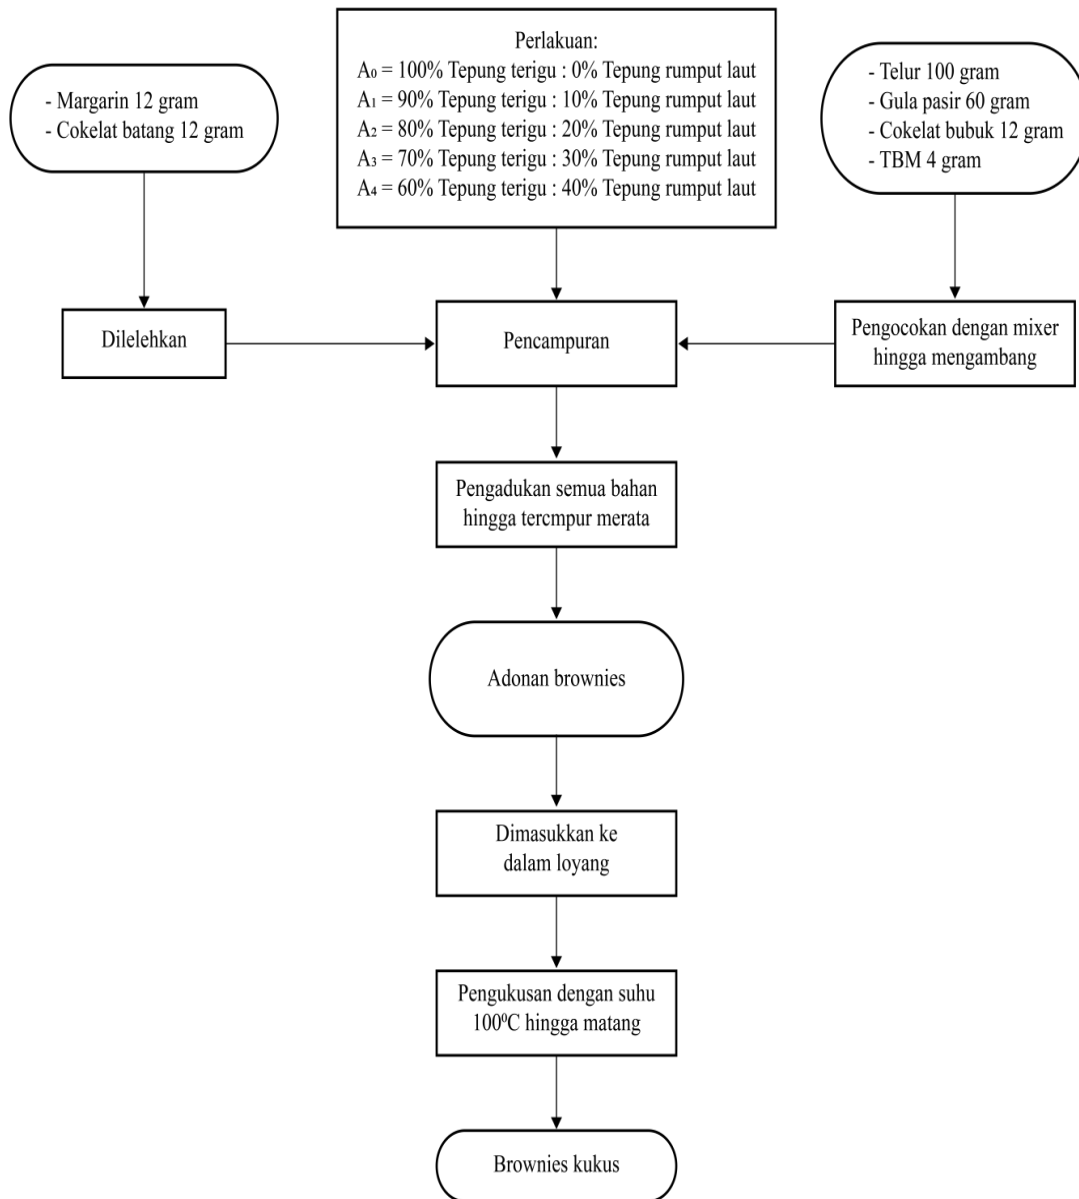 - Margarin 12 gram
- Cokelat batang 12 gram
Perlakuan:
A₀ = 100% Tepung terigu : 0% Tepung rumput laut
A₁ = 90% Tepung terigu : 10% Tepung rumput laut
A₂ = 80% Tepung terigu : 20% Tepung rumput laut
A₃ = 70% Tepung terigu : 30% Tepung rumput laut
A₄ = 60% Tepung terigu : 40% Tepung rumput laut
- Telur 100 gram
- Gula pasir 60 gram
- Cokelat bubuk 12 gram
- TBM 4 gram
Dilelehkan
Pencampuran
Pengocokan dengan mixer
hingga mengambang
Pengadukan semua bahan
hingga tercmpur merata
Adonan brownies
Dimasukkan ke
dalam loyang
Pengukusan dengan suhu
100⁰C hingga matang
Brownies kukus